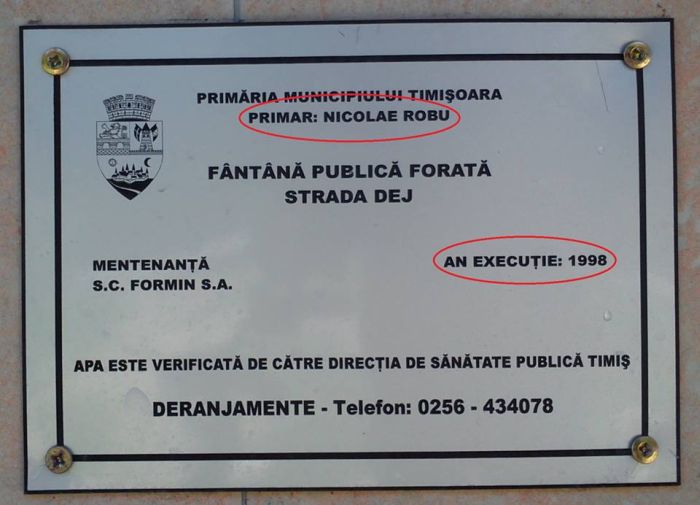 PRIMĂRIA MUNICIPIULUI TIMIŞOARA
PRIMAR: NICOLAE ROBU
FÂNTÂNĂ PUBLICĂ FORATĂ
STRADA DEJ
MENTENANȚĂ
S.C. FORMIN S.A.
AN EXECUȚIE: 1998
APA ESTE VERIFICATĂ DE CĂTRE DIRECȚIA DE SĂNĂTATE PUBLICĂ TIMIŞ
DERANJAMENTE - Telefon: 0256 - 434078